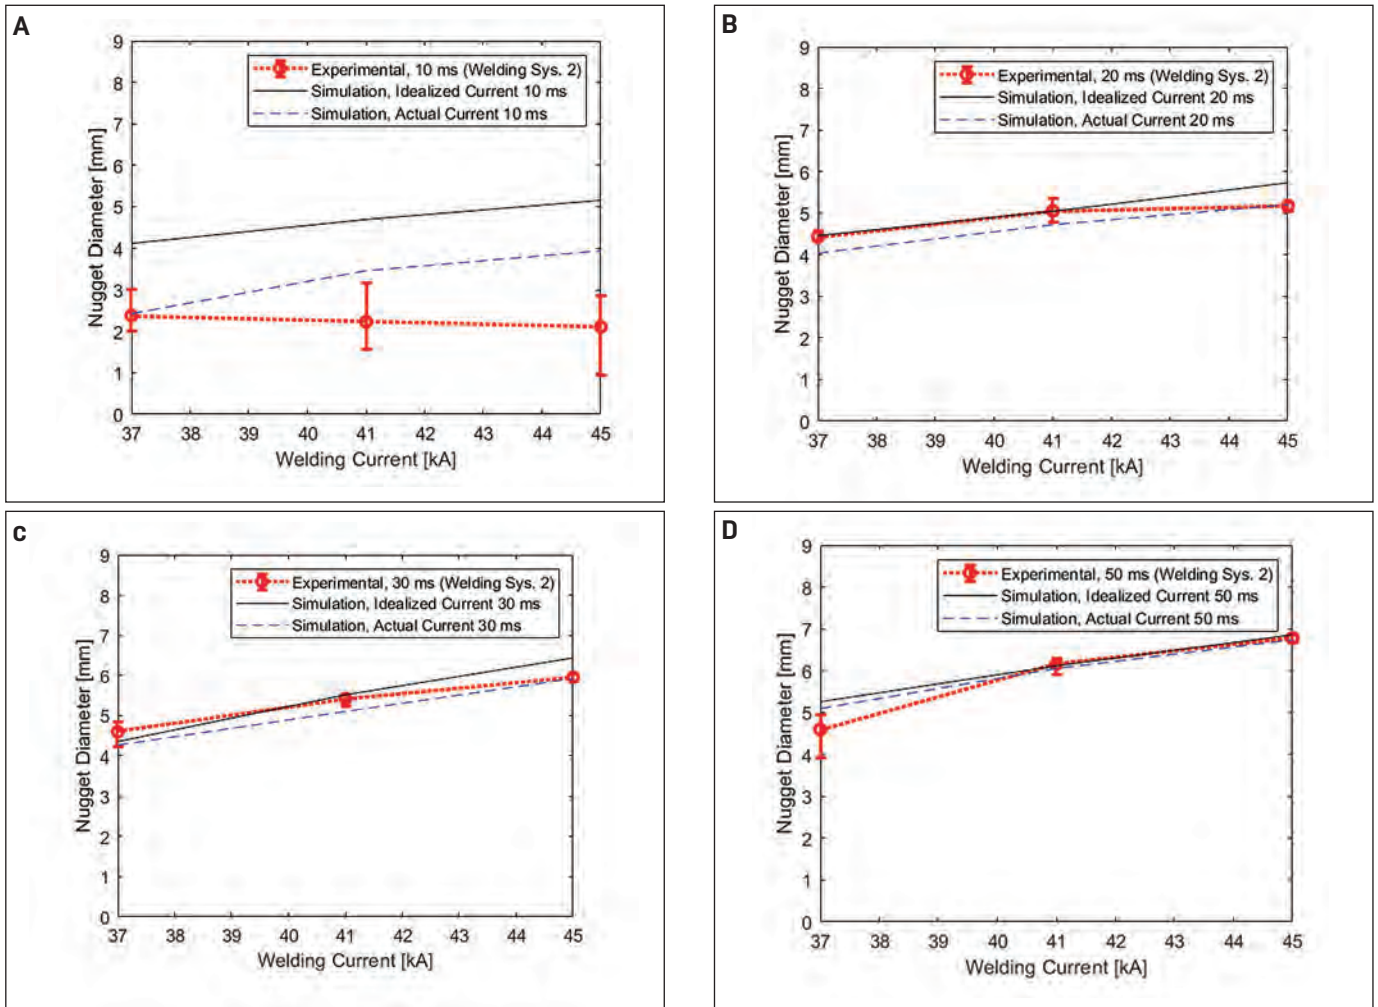 A
9
8
7
6
5
4
3
2
1
0
Nugget Diameter [mm]
Experimental, 10 ms (Welding Sys. 2)
Simulation, Idealized Current 10 ms
Simulation, Actual Current 10 ms
37 38 39 40 41 42 43 44 45
Welding Current [kA]
B
9
8
7
6
5
4
3
2
1
0
Nugget Diameter [mm]
Experimental, 20 ms (Welding Sys. 2)
Simulation, Idealized Current 20 ms
Simulation, Actual Current 20 ms
37 38 39 40 41 42 43 44 45
Welding Current [kA]
C
9
8
7
6
5
4
3
2
1
0
Nugget Diameter [mm]
Experimental, 30 ms (Welding Sys. 2)
Simulation, Idealized Current 30 ms
Simulation, Actual Current 30 ms
37 38 39 40 41 42 43 44 45
Welding Current [kA]
D
9
8
7
6
5
4
3
2
1
0
Nugget Diameter [mm]
Experimental, 50 ms (Welding Sys. 2)
Simulation, Idealized Current 50 ms
Simulation, Actual Current 50 ms
37 38 39 40 41 42 43 44 45
Welding Current [kA]